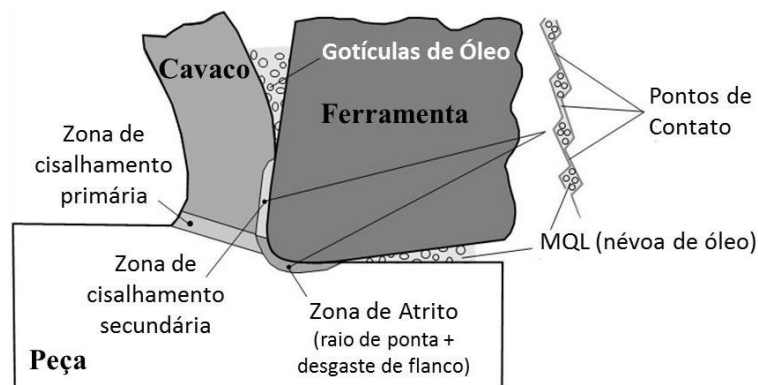 Gotículas de Óleo
Cavaco
Ferramenta
Pontos de
Contato
Zona de
cisalhamento
primária
MQL (névoa de óleo)
Zona de
cisalhamento
secundária
Zona de Atrito
(raio de ponta +
desgaste de flanco)
Peça